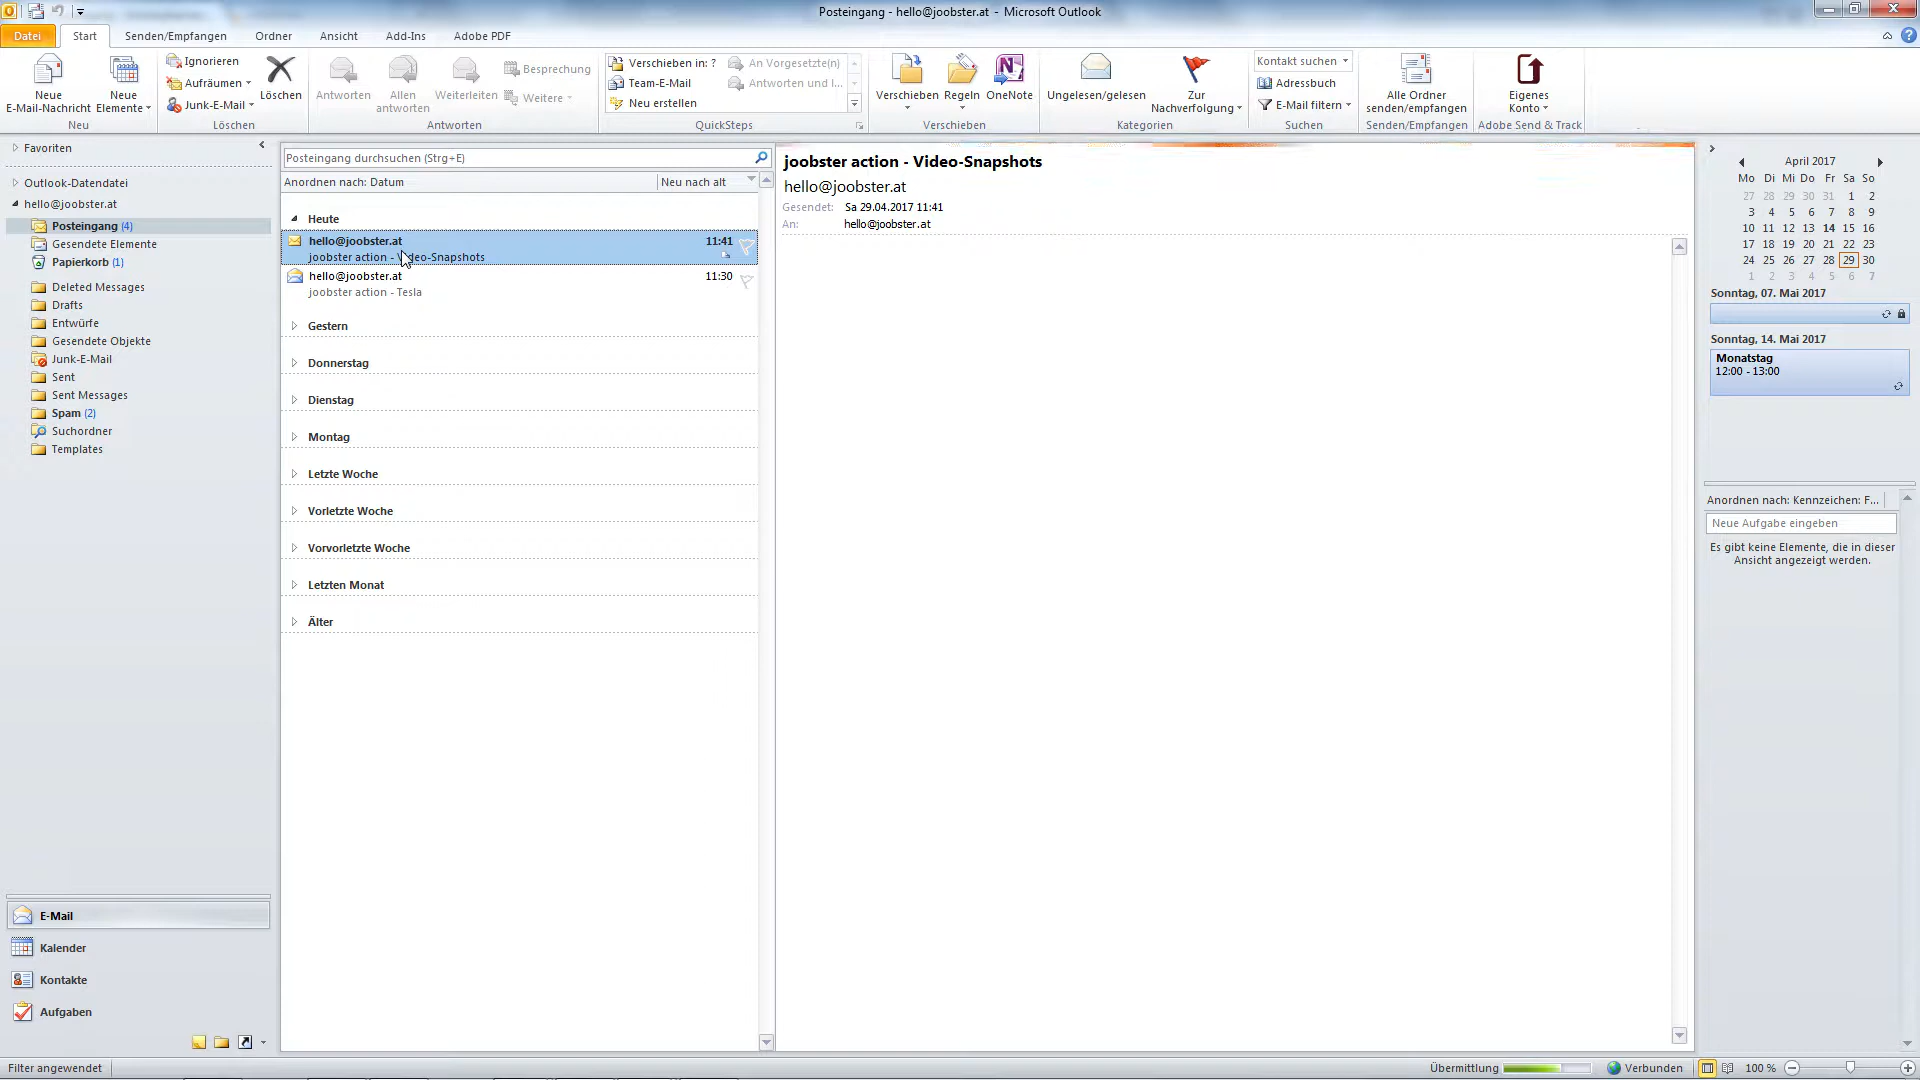 Posteingang - hello@joobster.at - Microsoft Outlook
Datei Start Senden/Empfangen Ordner Ansicht Add-Ins Adobe PDF
Neue E-Mail-Nachricht
Neue Elemente
Neu
Ignorieren
Aufräumen
Junk-E-Mail
Löschen
Löschen
Antworten
Allen antworten
Weiterleiten
Besprechung
Weitere
Antworten
Verschieben in: ?
Team-E-Mail
Neu erstellen
An Vorgesetzte(n)
Antworten und l...
QuickSteps
Verschieben
Regeln
OneNote
Verschieben
Ungelesen/gelesen
Zur Nachverfolgung
Kategorien
Kontakt suchen
Adressbuch
E-Mail filtern
Suchen
Alle Ordner senden/empfangen
Senden/Empfangen
Eigenes Konto
Adobe Send & Track
Favoriten
Outlook-Datendatei
hello@joobster.at
Posteingang (4)
Gesendete Elemente
Papierkorb (1)
Deleted Messages
Drafts
Entwürfe
Gesendete Objekte
Junk-E-Mail
Sent
Sent Messages
Spam (2)
Suchordner
Templates
E-Mail
Kalender
Kontakte
Aufgaben
Posteingang durchsuchen (Strg+E)
Anordnen nach: Datum Neu nach alt
Heute
hello@joobster.at 11:41
joobster action - Video-Snapshots
hello@joobster.at 11:30
joobster action - Tesla
Gestern
Donnerstag
Dienstag
Montag
Letzte Woche
Vorletzte Woche
Vorvorletzte Woche
Letzten Monat
Älter
joobster action - Video-Snapshots
hello@joobster.at
Gesendet: Sa 29.04.2017 11:41
An: hello@joobster.at
April 2017
Mo Di Mi Do Fr Sa So
27 28 29 30 31 1 2
3 4 5 6 7 8 9
10 11 12 13 14 15 16
17 18 19 20 21 22 23
24 25 26 27 28 29 30
1 2 3 4 5 6 7
Sonntag, 07. Mai 2017
Sonntag, 14. Mai 2017
Monatstag
12:00 - 13:00
Anordnen nach: Kennzeichen: F...
Neue Aufgabe eingeben
Es gibt keine Elemente, die in dieser
Ansicht angezeigt werden.
Filter angewendet
Übermittlung Verbunden 100 %